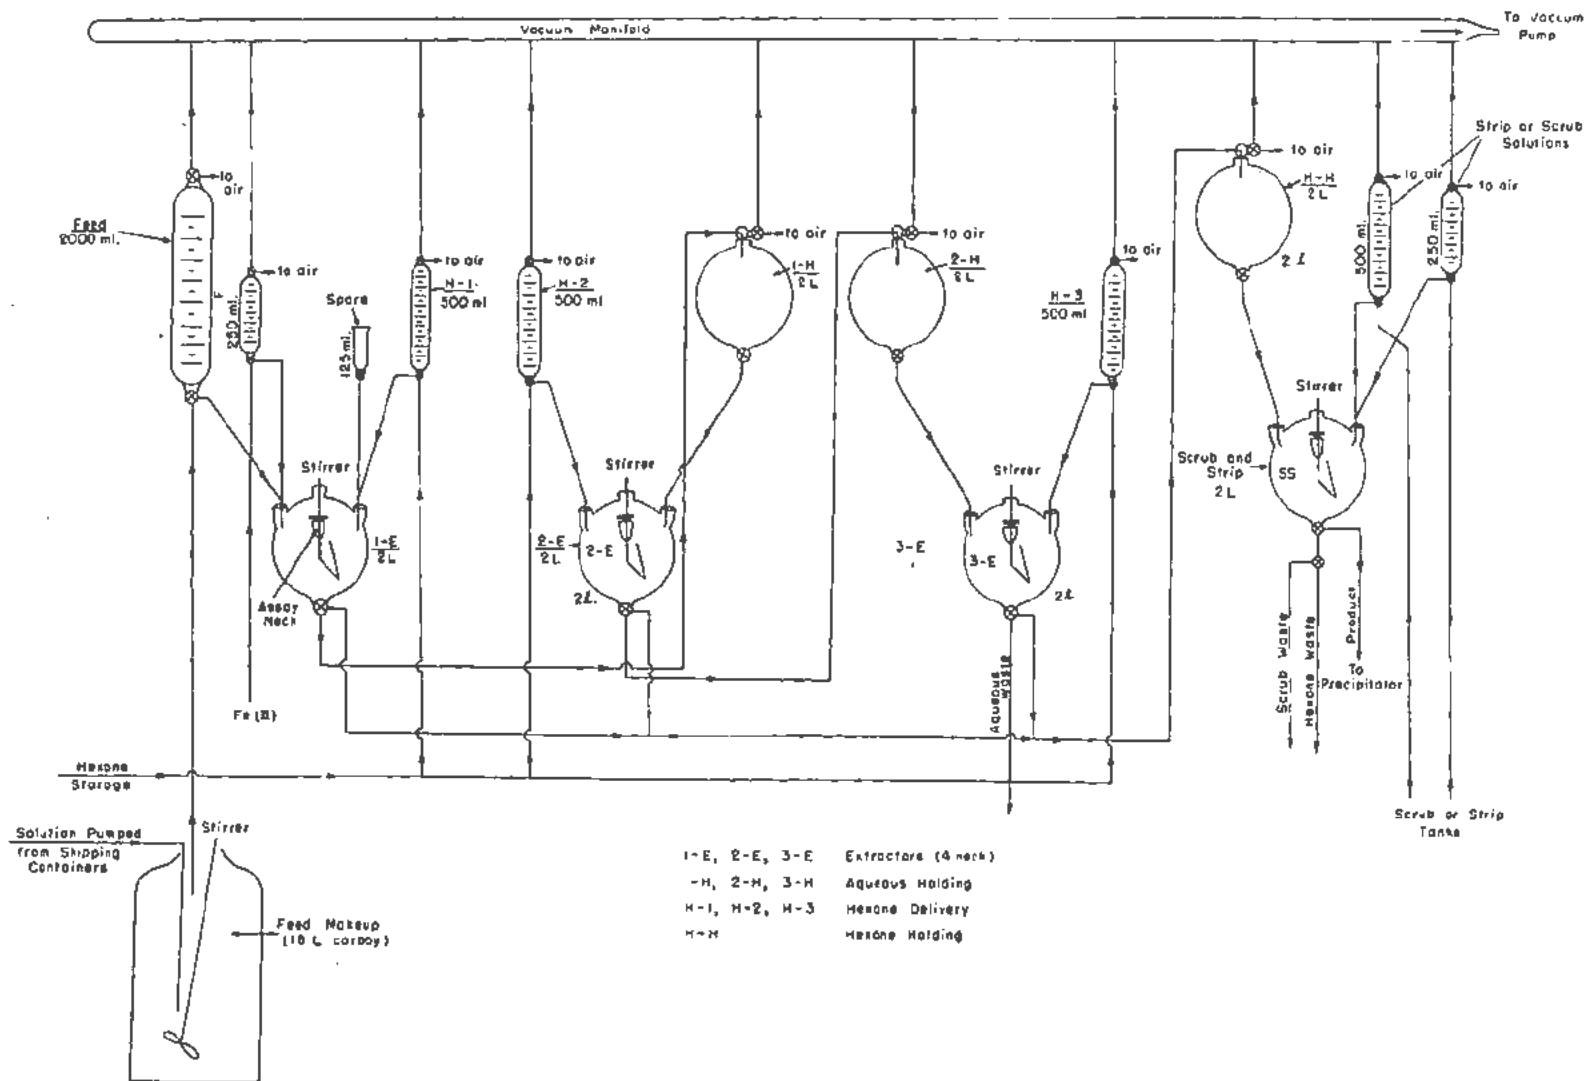 To Vacuum
Pump
Vacuum Manifold
Strip or Scrub
Solutions
to air
H-H
2L
2 l
to air
to air
500 ml.
250 ml.
to
air
Feed
2000 ml.
F
to air
250 ml.
Spare
125 ml.
to air
H-1
500 ml
to air
H-2
500 ml
to air
1-H
2L
to air
2-H
2L
to air
H-3
500 ml
Stirrer
Scrub and
Strip
2 L
SS
Stirrer
1-E
2L
Assay
Neck
Stirrer
2-E
2L
2-E
2 l.
Stirrer
3-E
3-E
2 l
Aqueous
Waste
Scrub Waste
Hexone Waste
Product
To
Precipitator
Fe (II)
Hexone
Storage
Scrub or Strip
Tanks
Solution Pumped
from Shipping
Containers
Stirrer
Feed Makeup
(18 L carboy)
1-E, 2-E, 3-E Extractors (4 neck)
-H, 2-H, 3-H Aqueous Holding
H-1, H-2, H-3 Hexone Delivery
H-H Hexone Holding